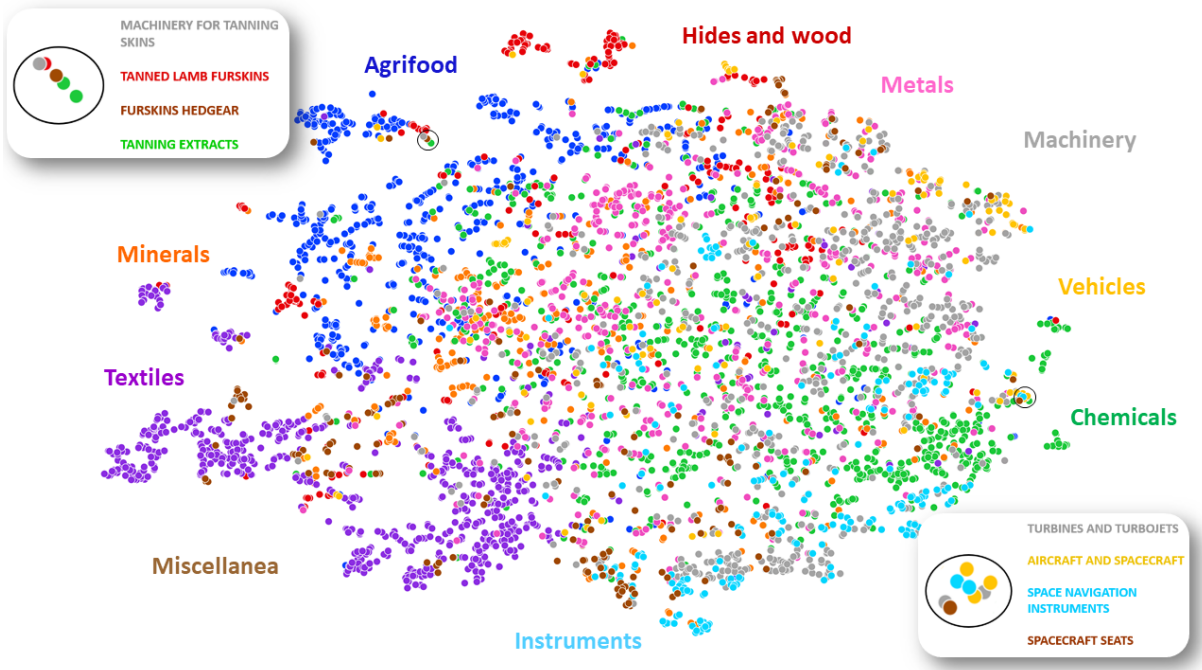 MACHINERY FOR TANNING
SKINS
TANNED LAMB FURSKINS
FURSKINS HEDGEAR
TANNING EXTRACTS
Hides and wood
Agrifood
Metals
Machinery
Minerals
Vehicles
Textiles
Chemicals
Miscellanea
Instruments
TURBINES AND TURBOJETS
AIRCRAFT AND SPACECRAFT
SPACE NAVIGATION
INSTRUMENTS
SPACECRAFT SEATS